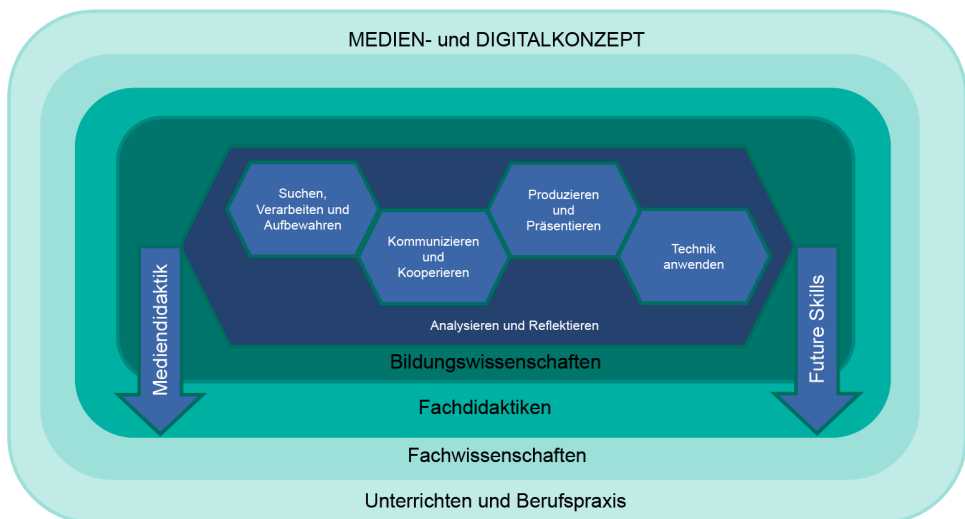 MEDIEN- und DIGITALKONZEPT
Suchen,
Verarbeiten und
Aufbewahren
Kommunizieren
und
Kooperieren
Produzieren
und
Präsentieren
Technik
anwenden
Analysieren und Reflektieren
Mediendidaktik
Future Skills
Bildungswissenschaften
Fachdidaktiken
Fachwissenschaften
Unterrichten und Berufspraxis